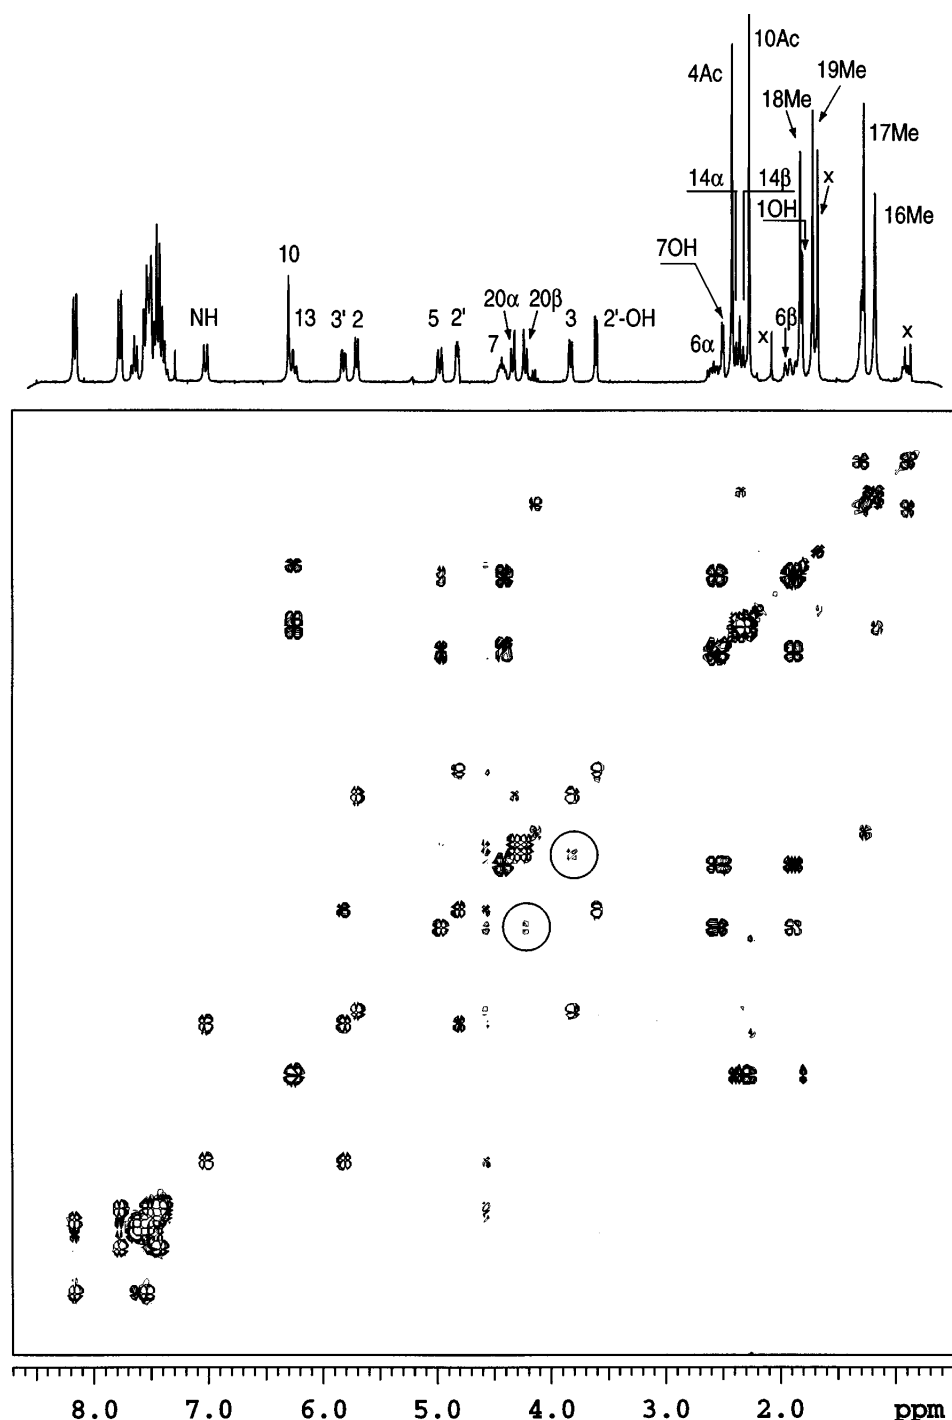 10Ac
4Ac
19Me
18Me
x
17Me
14α
14β
1OH
16Me
7OH
10
NH
13
3'
2
5
2'
20α
20β
7
3
2'-OH
6α
x
6β
x
8.0 7.0 6.0 5.0 4.0 3.0 2.0 ppm